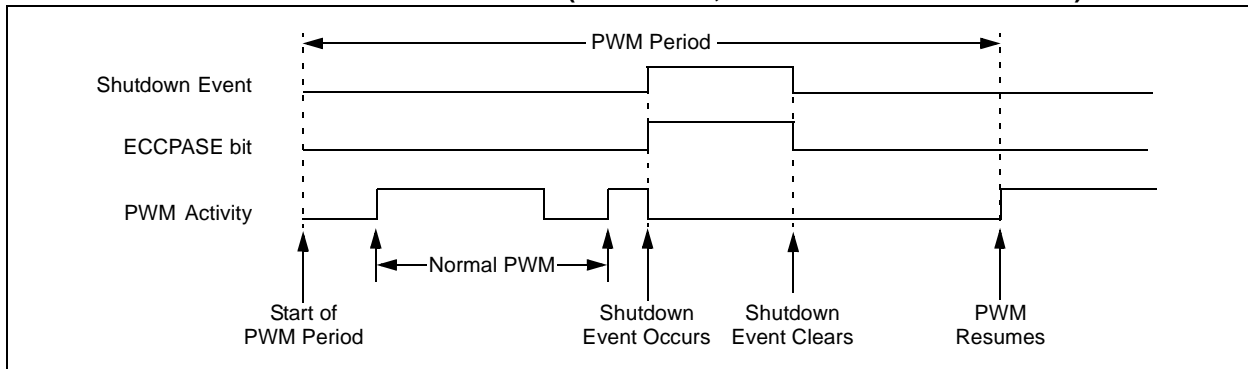 PWM Period
Shutdown Event
ECCPASE bit
PWM Activity
Normal PWM
Start of
PWM Period
Shutdown
Event Occurs
Shutdown
Event Clears
PWM
Resumes